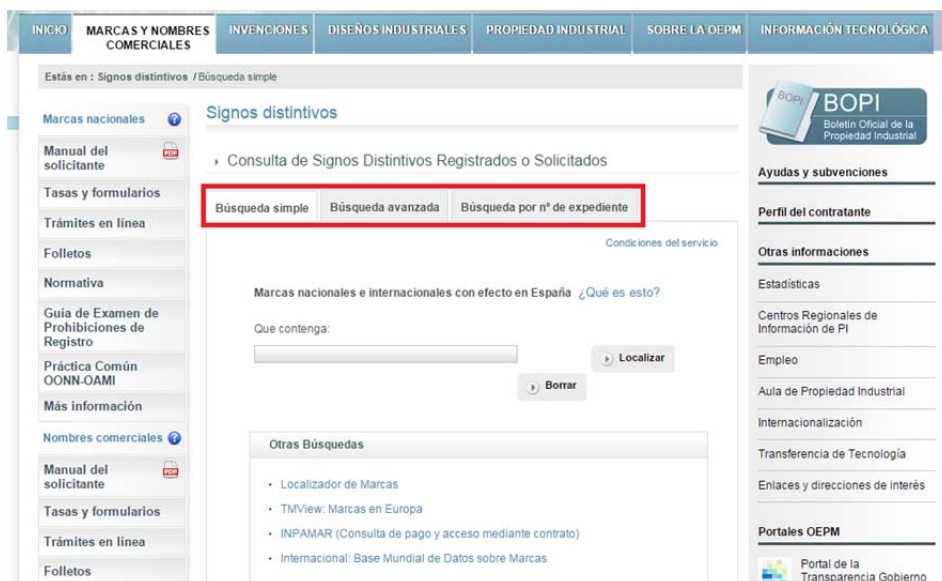 INICIO
MARCAS Y NOMBRES
COMERCIALES
INVENCIONES
DISEÑOS INDUSTRIALES
PROPIEDAD INDUSTRIAL
SOBRE LA OEPM
INFORMACIÓN TECNOLÓGICA
Estás en : Signos distintivos / Búsqueda simple
Marcas nacionales ?
Manual del
solicitante
PDF
Tasas y formularios
Trámites en línea
Folletos
Normativa
Guía de Examen de
Prohibiciones de
Registro
Práctica Común
OONN-OAMI
Más información
Nombres comerciales ?
Manual del
solicitante
PDF
Tasas y formularios
Trámites en línea
Folletos
Signos distintivos
Consulta de Signos Distintivos Registrados o Solicitados
Búsqueda simple
Búsqueda avanzada
Búsqueda por nº de expediente
Condiciones del servicio
Marcas nacionales e internacionales con efecto en España ¿Qué es esto?
Que contenga:
Localizar
Borrar
Otras Búsquedas
• Localizador de Marcas
• TMView: Marcas en Europa
• INPAMAR (Consulta de pago y acceso mediante contrato)
• Internacional: Base Mundial de Datos sobre Marcas
BOPI
BOPI
Boletín Oficial de la
Propiedad Industrial
Ayudas y subvenciones
Perfil del contratante
Otras informaciones
Estadísticas
Centros Regionales de
Información de PI
Empleo
Aula de Propiedad Industrial
Internacionalización
Transferencia de Tecnología
Enlaces y direcciones de interés
Portales OEPM
Portal de la
Transparencia Gobierno